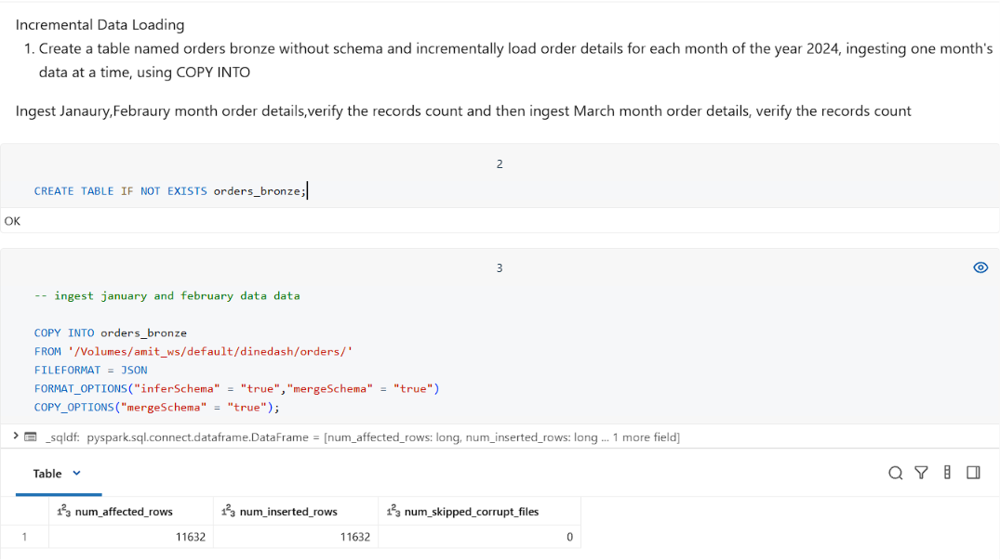 Incremental Data Loading
1. Create a table named orders bronze without schema and incrementally load order details for each month of the year 2024, ingesting one month's
data at a time, using COPY INTO
Ingest Janaury,Febraury month order details,verify the records count and then ingest March month order details, verify the records count
2
CREATE TABLE IF NOT EXISTS orders_bronze;
OK
3
-- ingest january and february data data
COPY INTO orders_bronze
FROM '/Volumes/amit_ws/default/dinedash/orders/'
FILEFORMAT = JSON
FORMAT_OPTIONS("inferSchema" = "true","mergeSchema" = "true")
COPY_OPTIONS("mergeSchema" = "true");
_sqldf: pyspark.sql.connect.dataframe.DataFrame = [num_affected_rows: long, num_inserted_rows: long ... 1 more field]
Table
123 num_affected_rows 123 num_inserted_rows 123 num_skipped_corrupt_files
1 11632 11632 0